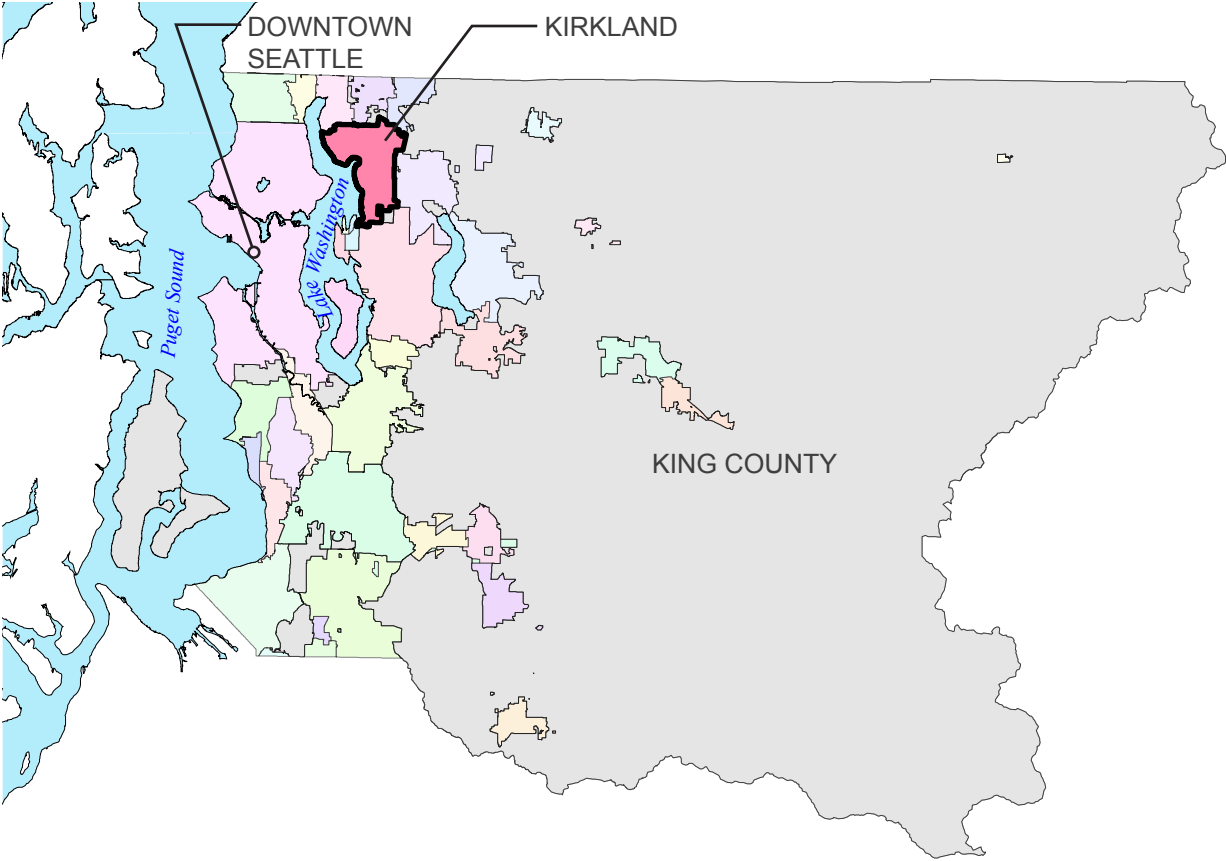 DOWNTOWN
SEATTLE
KIRKLAND
Lake Washington
Puget Sound
KING COUNTY